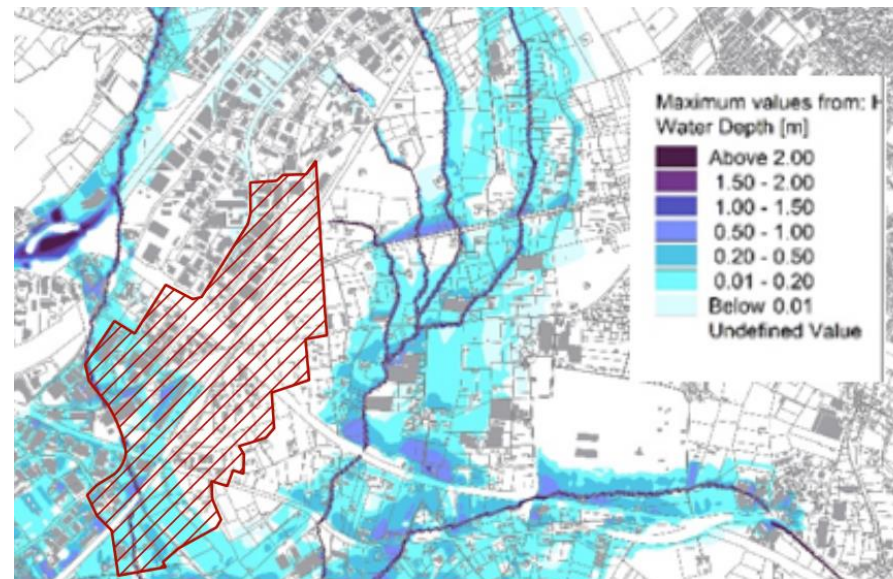 Maximum values from: H
Water Depth [m]
Above 2.00
1.50 - 2.00
1.00 - 1.50
0.50 - 1.00
0.20 - 0.50
0.01 - 0.20
Below 0.01
Undefined Value